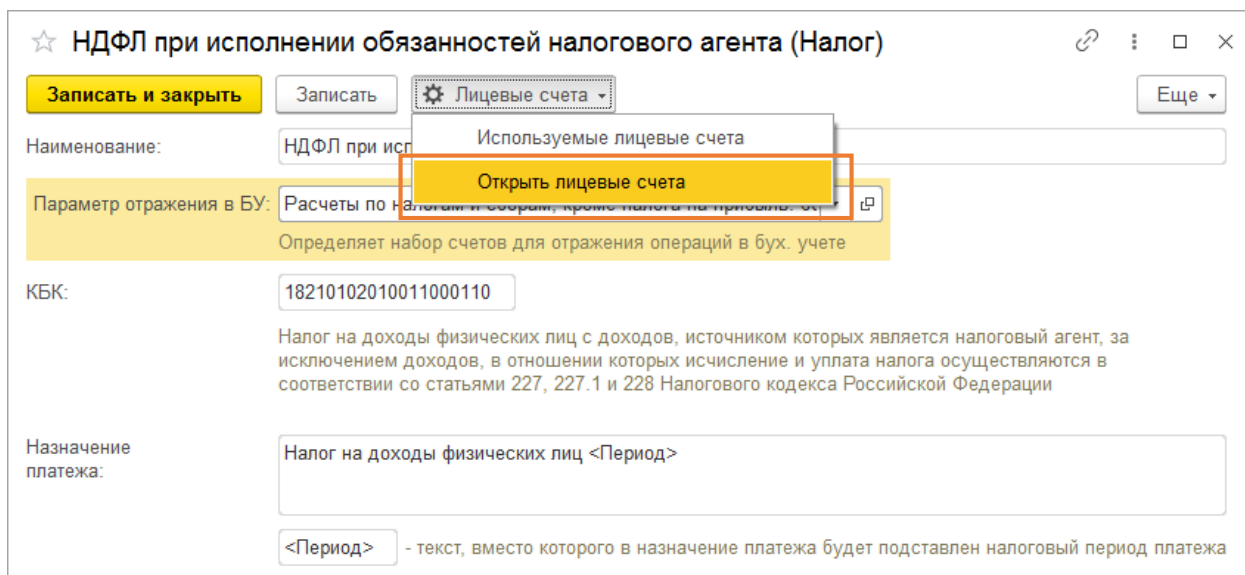 НДФЛ при исполнении обязанностей налогового агента (Налог)
Записать и закрыть Записать Лицевые счета Еще
Используемые лицевые счета
Наименование: НДФЛ при
Открыть лицевые счета
Параметр отражения в БУ: Расчеты по налогам и сборам, кроме налога на прибыль.
Определяет набор счетов для отражения операций в бух. учете
КБК: 18210102010011000110
Налог на доходы физических лиц с доходов, источником которых является налоговый агент, за
исключением доходов, в отношении которых исчисление и уплата налога осуществляются в
соответствии со статьями 227, 227.1 и 228 Налогового кодекса Российской Федерации
Назначение
платежа:
Налог на доходы физических лиц <Период>
<Период> - текст, вместо которого в назначение платежа будет подставлен налоговый период платежа